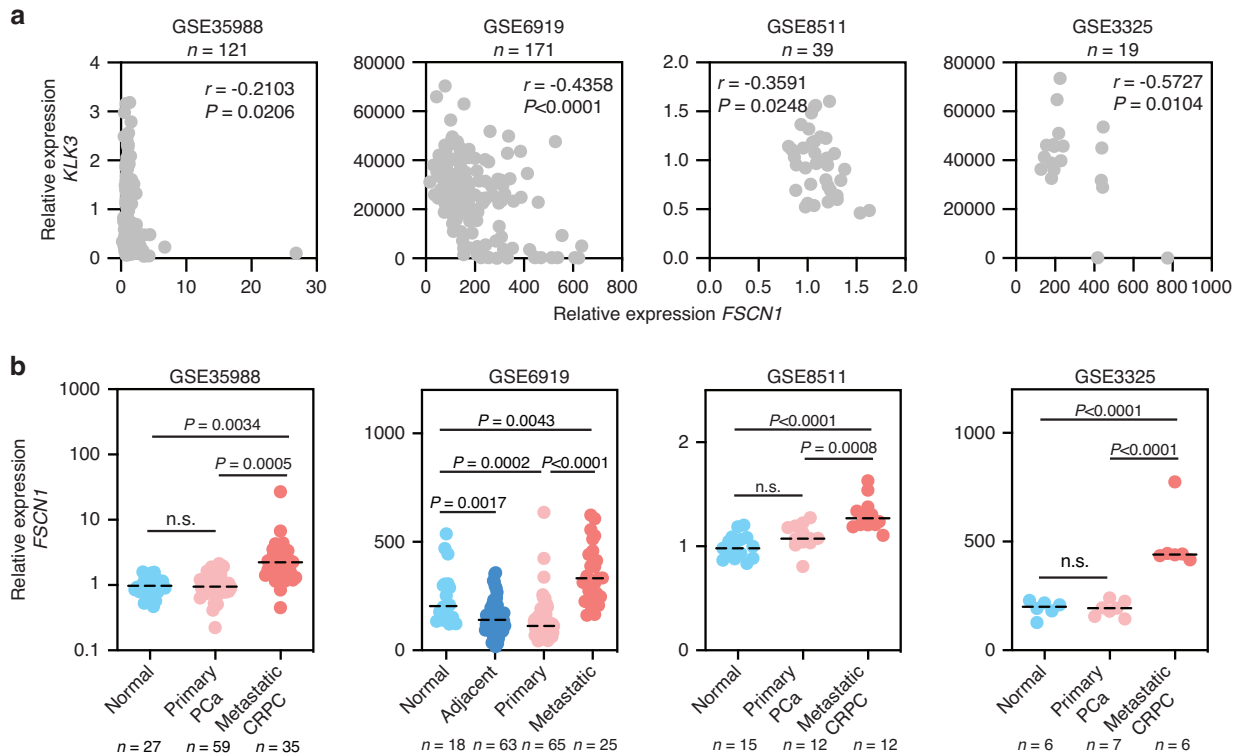 a
GSE35988
n = 121
GSE6919
n = 171
GSE8511
n = 39
GSE3325
n = 19
Relative expression
KLK3
4
3
2
1
0
0
10
20
30
r = -0.2103
P = 0.0206
80000
60000
40000
20000
0
0
200
400
600
800
r = -0.4358
P<0.0001
2.0
1.5
1.0
0.5
0.0
0.0
0.5
1.0
1.5
2.0
r = -0.3591
P = 0.0248
80000
60000
40000
20000
0
0
200
400
600
800
1000
r = -0.5727
P = 0.0104
Relative expression FSCN1
b
GSE35988
GSE6919
GSE8511
GSE3325
Relative expression
FSCN1
1000
100
10
1
0.1
P = 0.0034
P = 0.0005
n.s.
Normal
Primary
PCa
Metastatic
CRPC
n = 27
n = 59
n = 35
1000
500
0
P = 0.0043
P = 0.0002
P<0.0001
P = 0.0017
Normal
Adjacent
Primary
Metastatic
n = 18
n = 63
n = 65
n = 25
2
1
0
P<0.0001
P = 0.0008
n.s.
Normal
Primary
PCa
Metastatic
CRPC
n = 15
n = 12
n = 12
1000
500
0
P<0.0001
P<0.0001
n.s.
Normal
Primary
PCa
Metastatic
CRPC
n = 6
n = 7
n = 6